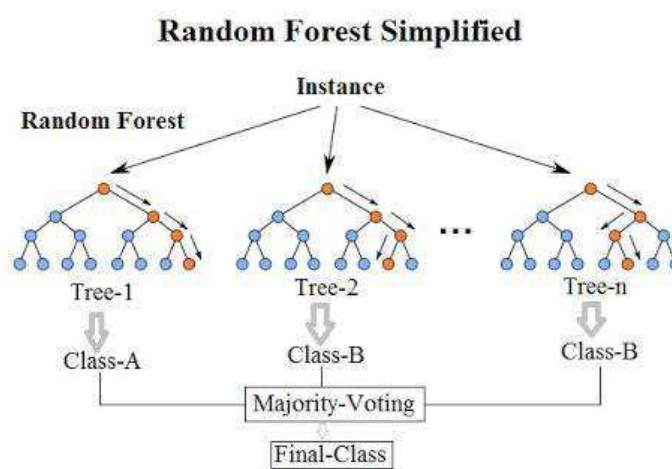 Random Forest Simplified
Instance
Random Forest
...
Tree-1
Tree-2
Tree-n
Class-A
Class-B
Class-B
Majority-Voting
Final-Class